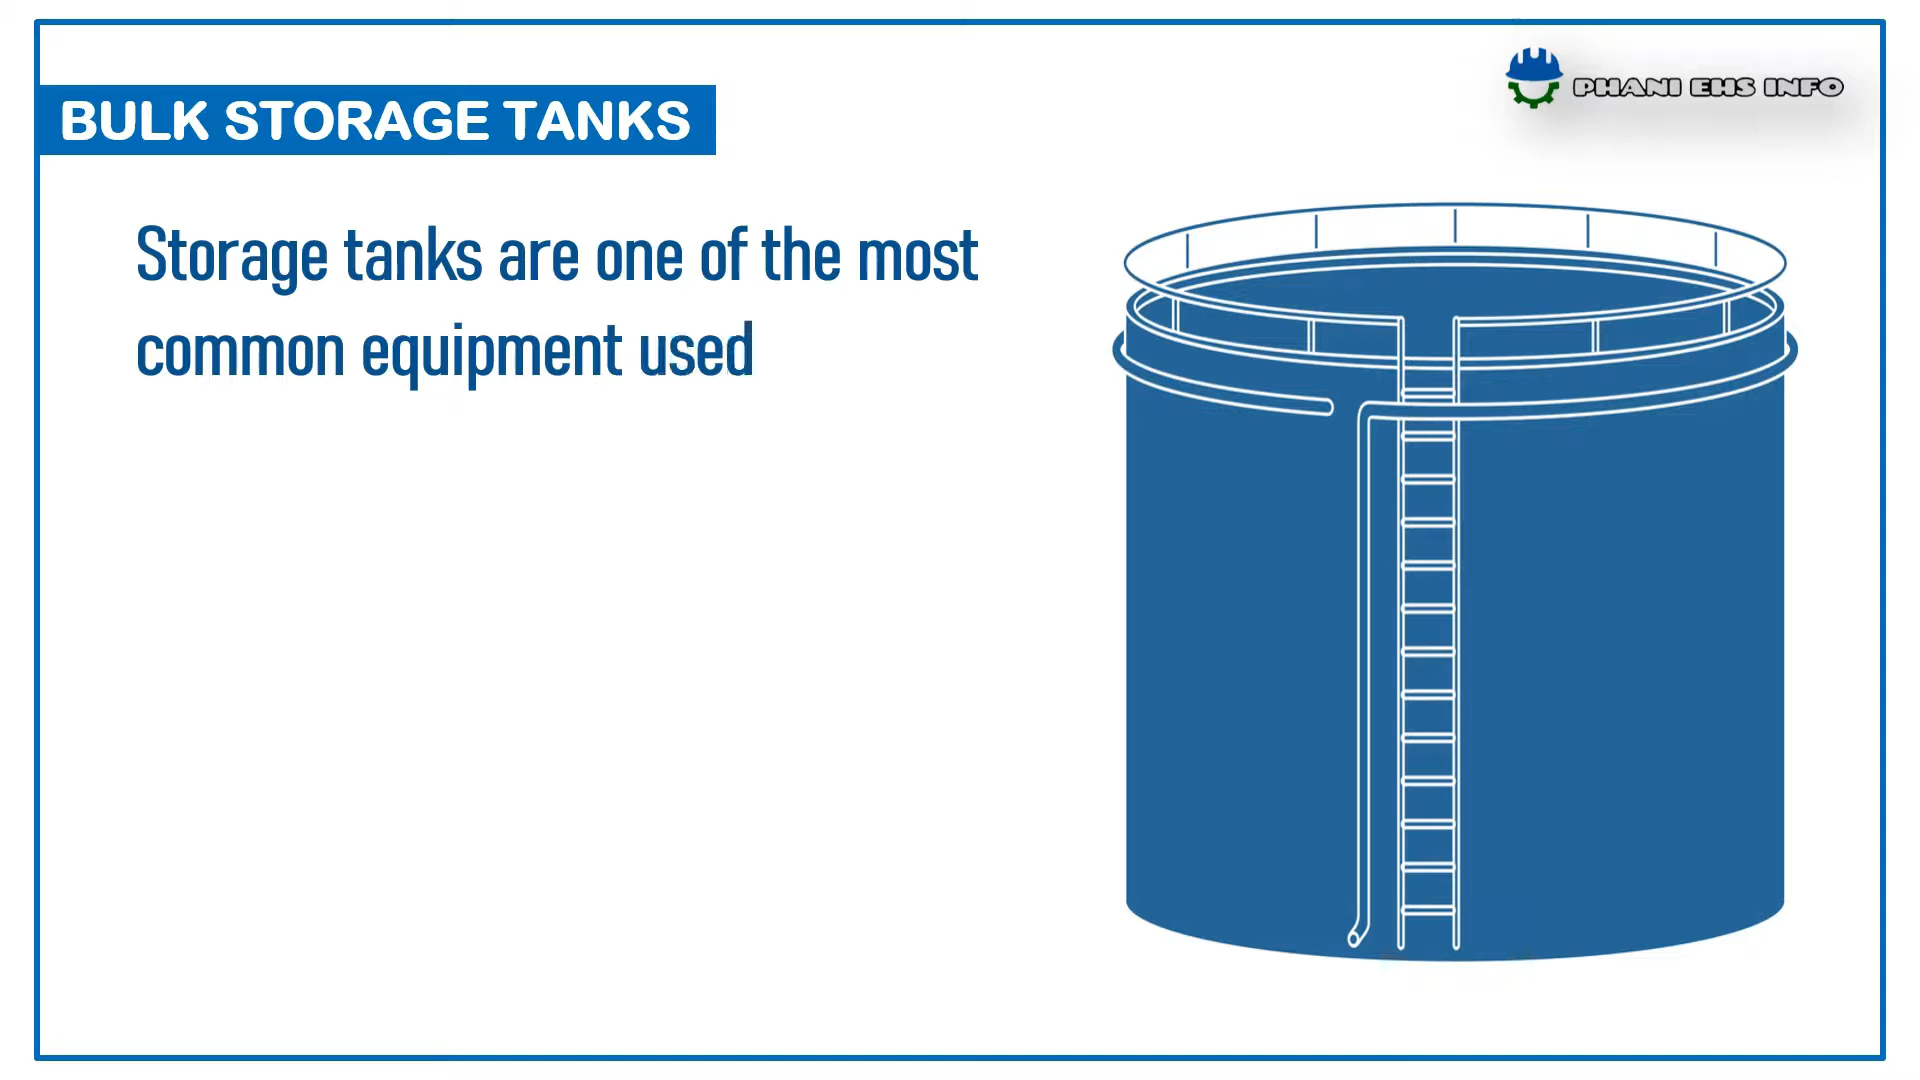 PHANI EHS INFO
BULK STORAGE TANKS
Storage tanks are one of the most
common equipment used